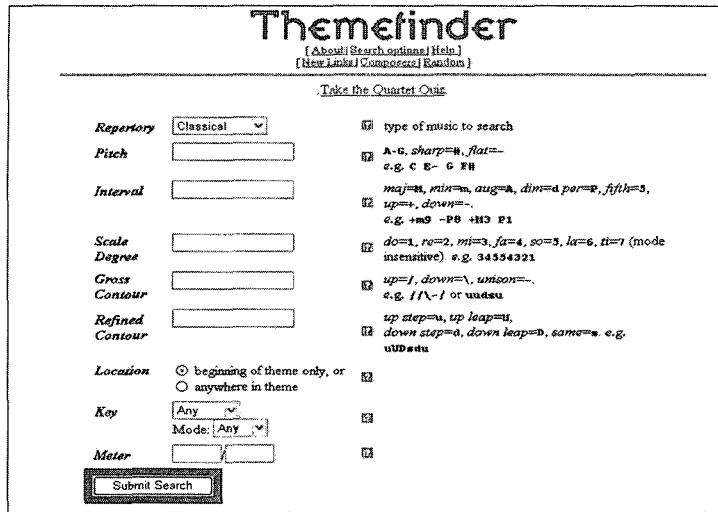 Themefinder
[ About | Search options | Help ]
[ New Links | Composers | Random ]
Take the Quartet Quiz.
Repertory Classical type of music to search
Pitch A-G, sharp=#, flat=-
e.g. C E- G F#
Interval maj=M, min=m, aug=A, dim=d per=P, fifth=5,
up=+, down=-.
e.g. +m9 -P8 +M3 P1
Scale Degree do=1, re=2, mi=3, fa=4, so=5, la=6, ti=7 (mode
insensitive). e.g. 34554321
Gross Contour up=/, down=\, unison=-.
e.g. //\-/ or uudsu
Refined Contour up step=u, up leap=U,
down step=d, down leap=D, same=s. e.g.
uUDsdu
Location beginning of theme only, or
anywhere in theme
Key Any
Mode: Any
Meter /
Submit Search